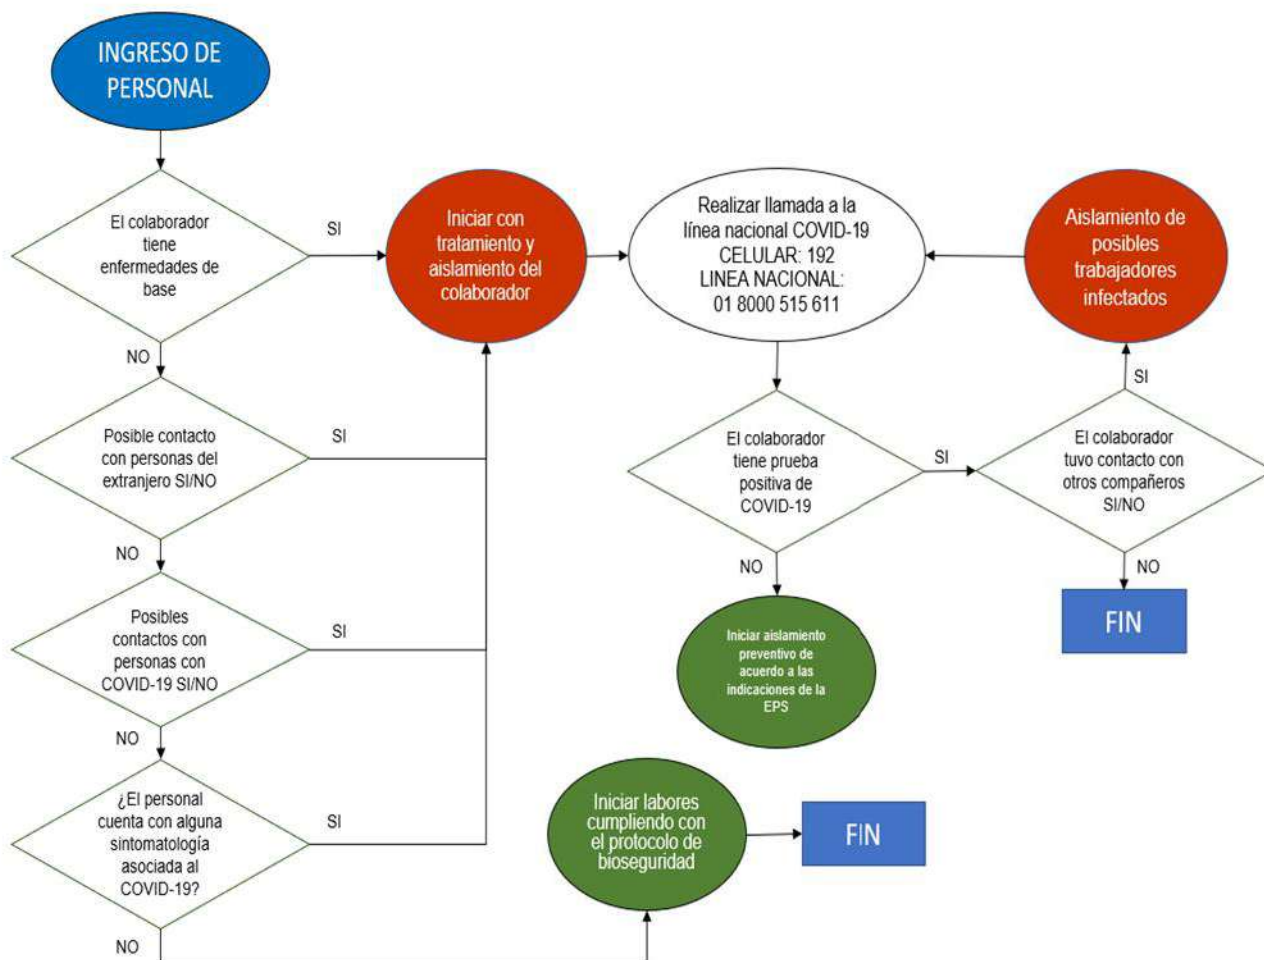 INGRESO DE
PERSONAL
El colaborador
tiene
enfermedades de
base
SI
Iniciar con
tratamiento y
aislamiento del
colaborador
Realizar llamada a la
línea nacional COVID-19
CELULAR: 192
LINEA NACIONAL:
01 8000 515 611
Aislamiento de
posibles
trabajadores
infectados
NO
SI
Posible contacto
con personas del
extranjero SI/NO
SI
El colaborador
tiene prueba
positiva de
COVID-19
SI
El colaborador
tuvo contacto con
otros compañeros
SI/NO
NO
NO
NO
Posibles
contactos con
personas con
COVID-19 SI/NO
SI
Iniciar aislamiento
preventivo de
acuerdo a las
indicaciones de la
EPS
FIN
NO
¿El personal
cuenta con alguna
sintomatología
asociada al
COVID-19?
SI
Iniciar labores
cumpliendo con
el protocolo de
bioseguridad
FIN
NO